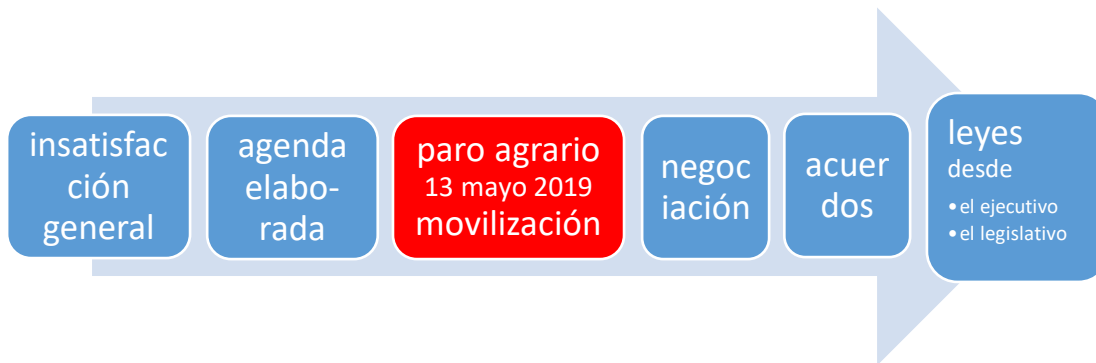 insatisfac
ción
general
agenda
elabo-
rada
paro agrario
13 mayo 2019
movilización
negoc
iación
acuer
dos
leyes
desde
• el ejecutivo
• el legislativo